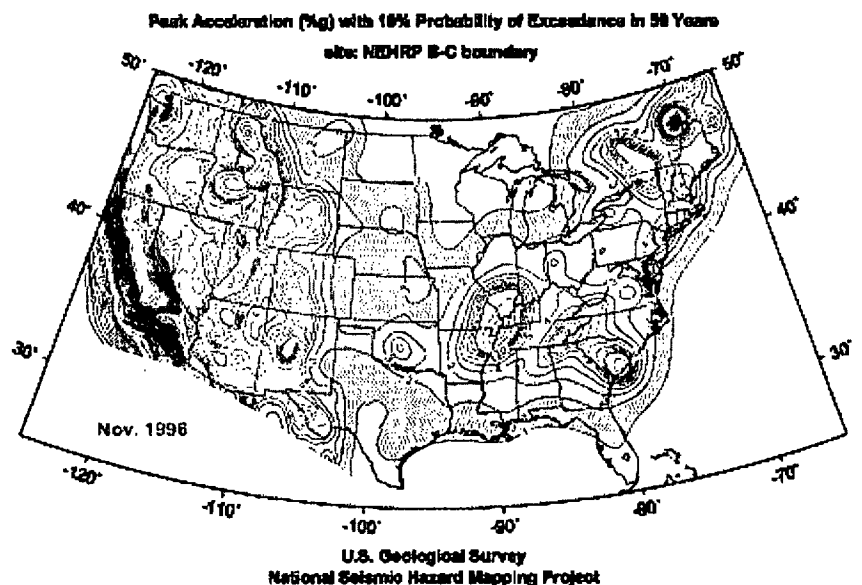 Peak Acceleration (%g) with 10% Probability of Exceedance in 50 Years
site: NEHRP B-C boundary
50° -120° -110° -100° -90° -80° -70° 50°
40° 40°
30° 30°
Nov. 1996
-120° -110° -100° -90° -80° -70°
U.S. Geological Survey
National Seismic Hazard Mapping Project